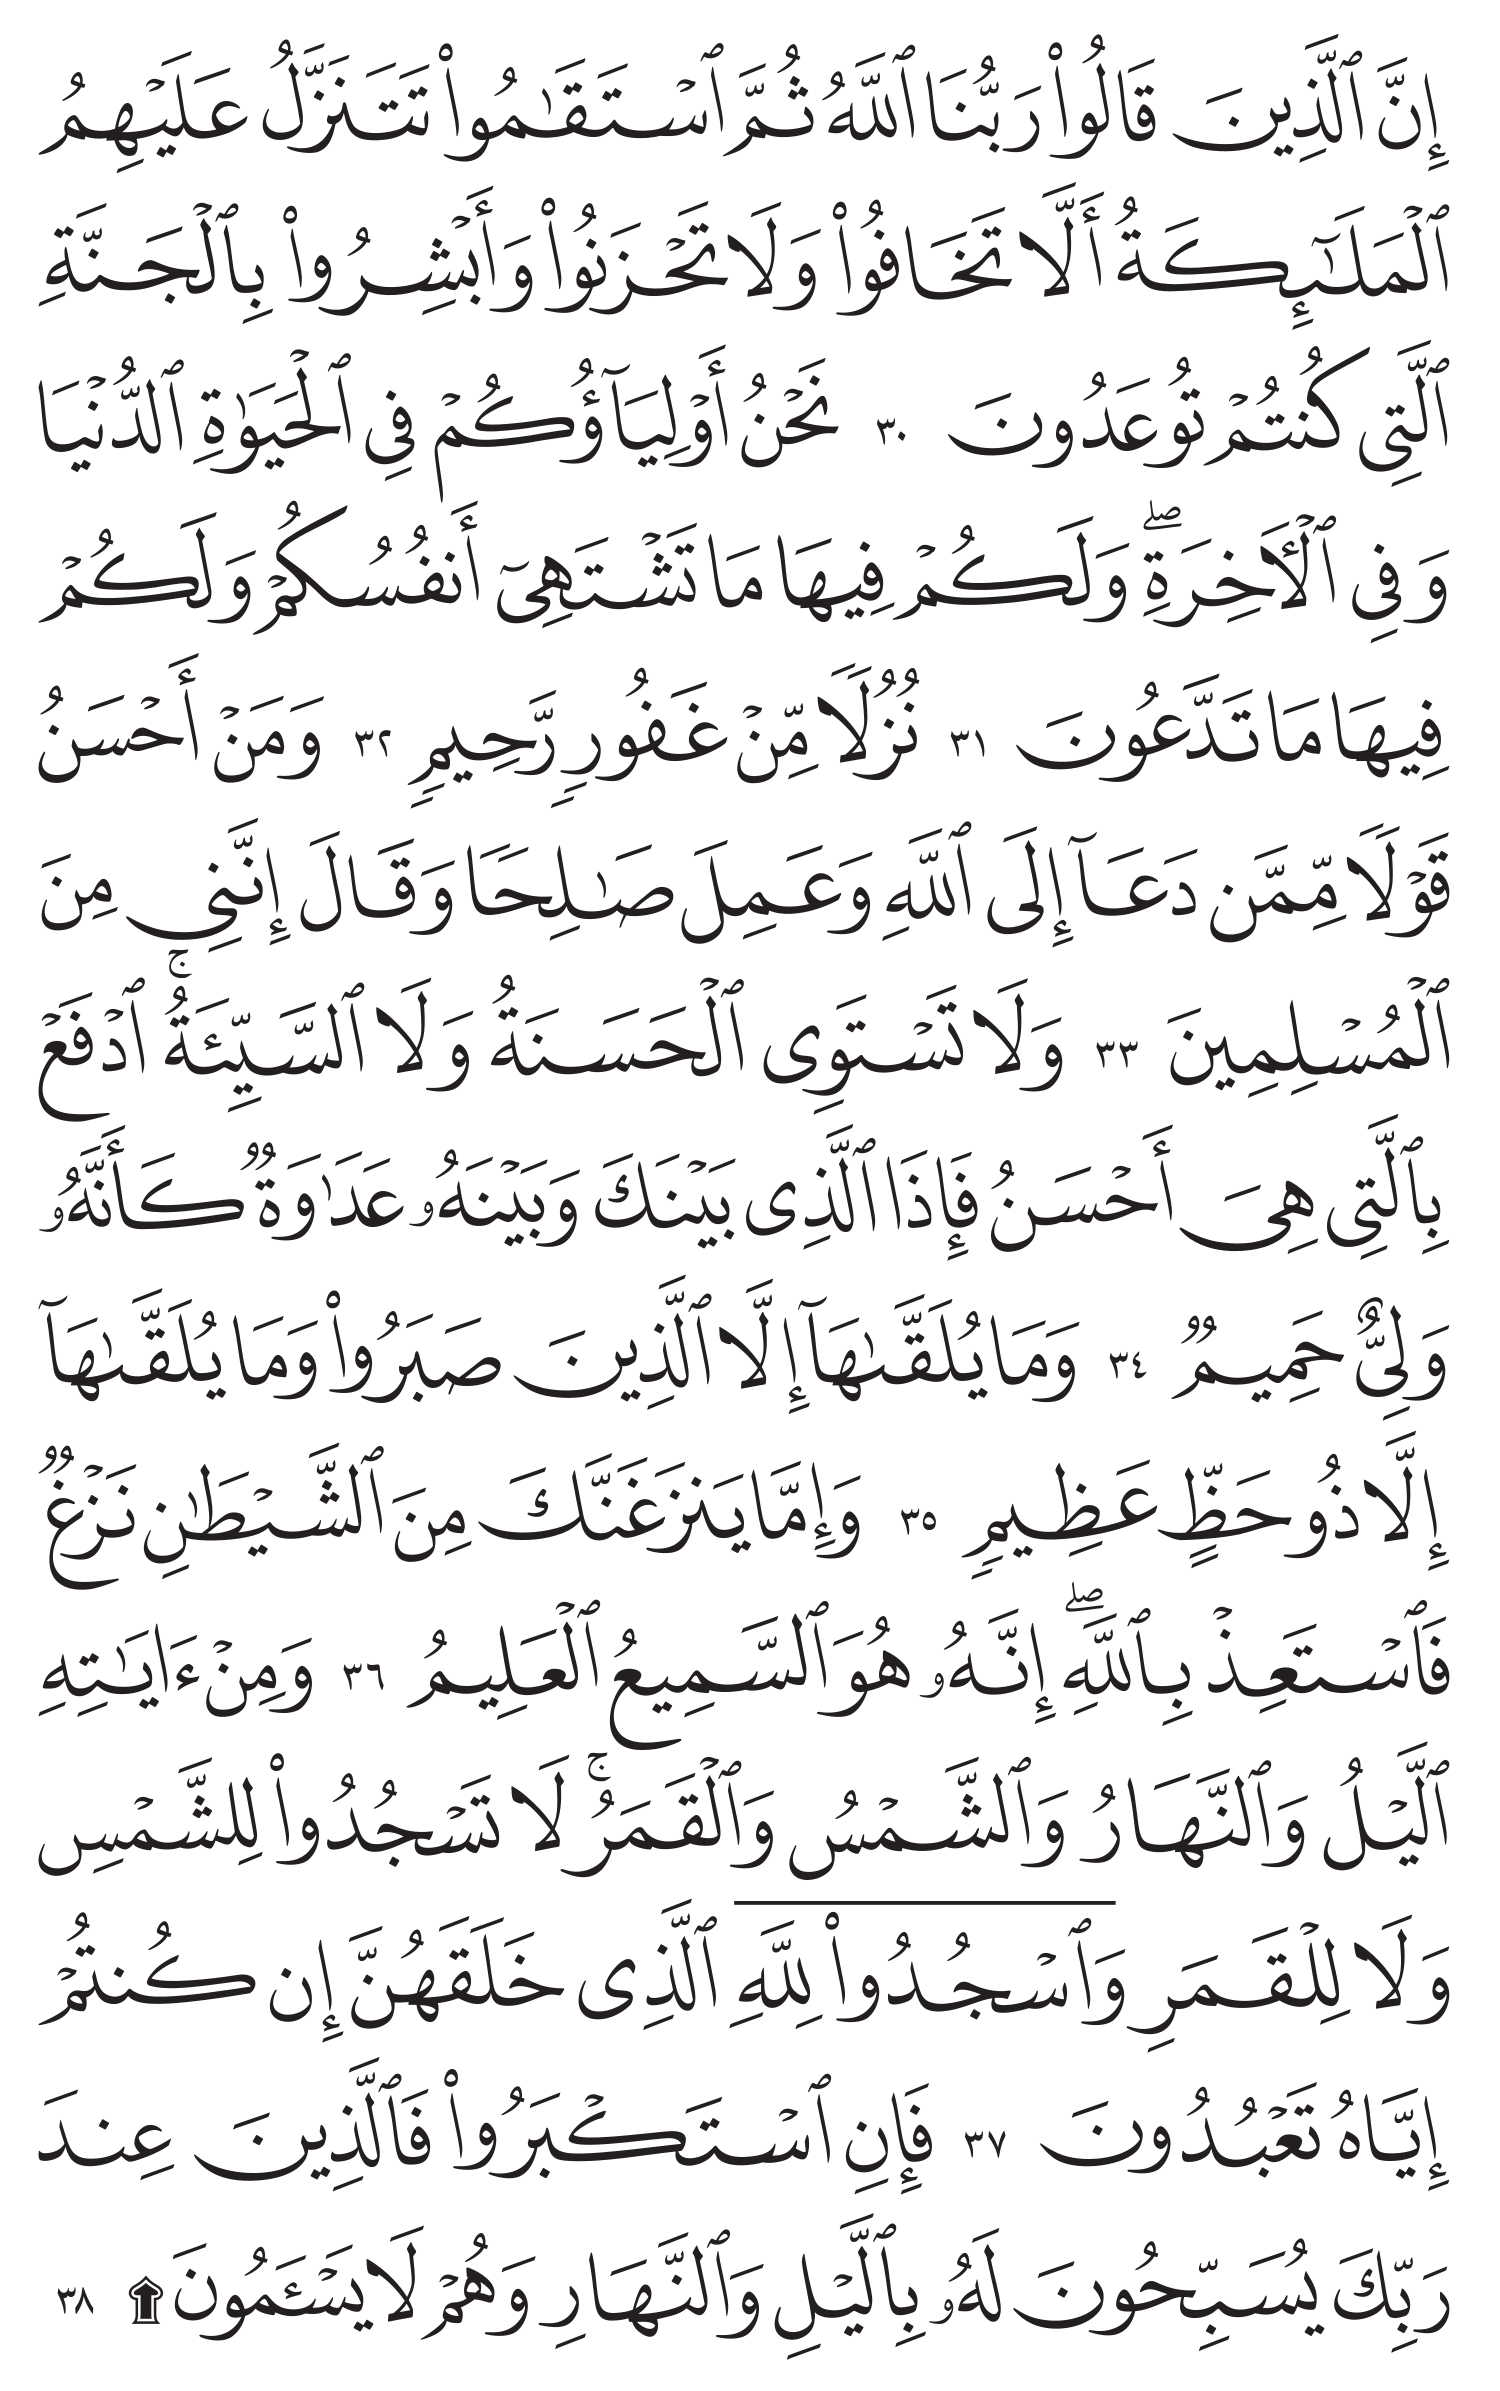 إِنَّ ٱلَّذِينَ قَالُوا۟ رَبُّنَا ٱللَّهُ ثُمَّ ٱسْتَقَـٰمُوا۟ تَتَنَزَّلُ عَلَيْهِمُ
ٱلْمَلَـٰٓئِكَةُ أَلَّا تَخَافُوا۟ وَلَا تَحْزَنُوا۟ وَأَبْشِرُوا۟ بِٱلْجَنَّةِ
ٱلَّتِى كُنتُمْ تُوعَدُونَ ٣٠ نَحْنُ أَوْلِيَآؤُكُمْ فِى ٱلْحَيَوٰةِ ٱلدُّنْيَا
وَفِى ٱلْـَٔاخِرَةِ ۖ وَلَكُمْ فِيهَا مَا تَشْتَهِىٓ أَنفُسُكُمْ وَلَكُمْ
فِيهَا مَا تَدَّعُونَ ٣١ نُزُلًا مِّنْ غَفُورٍ رَّحِيمٍ ٣٢ وَمَنْ أَحْسَنُ
قَوْلًا مِّمَّن دَعَآ إِلَى ٱللَّهِ وَعَمِلَ صَـٰلِحًا وَقَالَ إِنَّنِى مِنَ
ٱلْمُسْلِمِينَ ٣٣ وَلَا تَسْتَوِى ٱلْحَسَنَةُ وَلَا ٱلسَّيِّئَةُ ۚ ٱدْفَعْ
بِٱلَّتِى هِىَ أَحْسَنُ فَإِذَا ٱلَّذِى بَيْنَكَ وَبَيْنَهُۥ عَدَٰوَةٌ كَأَنَّهُۥ
وَلِىٌّ حَمِيمٌ ٣٤ وَمَا يُلَقَّىٰهَآ إِلَّا ٱلَّذِينَ صَبَرُوا۟ وَمَا يُلَقَّىٰهَآ
إِلَّا ذُو حَظٍّ عَظِيمٍ ٣٥ وَإِمَّا يَنزَغَنَّكَ مِنَ ٱلشَّيْطَـٰنِ نَزْغٌ
فَٱسْتَعِذْ بِٱللَّهِ ۖ إِنَّهُۥ هُوَ ٱلسَّمِيعُ ٱلْعَلِيمُ ٣٦ وَمِنْ ءَايَـٰتِهِ
ٱلَّيْلُ وَٱلنَّهَارُ وَٱلشَّمْسُ وَٱلْقَمَرُ ۚ لَا تَسْجُدُوا۟ لِلشَّمْسِ
وَلَا لِلْقَمَرِ وَٱسْجُدُوا۟ لِلَّهِ ٱلَّذِى خَلَقَهُنَّ إِن كُنتُمْ
إِيَّاهُ تَعْبُدُونَ ٣٧ فَإِنِ ٱسْتَكْبَرُوا۟ فَٱلَّذِينَ عِندَ
رَبِّكَ يُسَبِّحُونَ لَهُۥ بِٱلَّيْلِ وَٱلنَّهَارِ وَهُمْ لَا يَسْـَٔمُونَ ۩ ٣٨